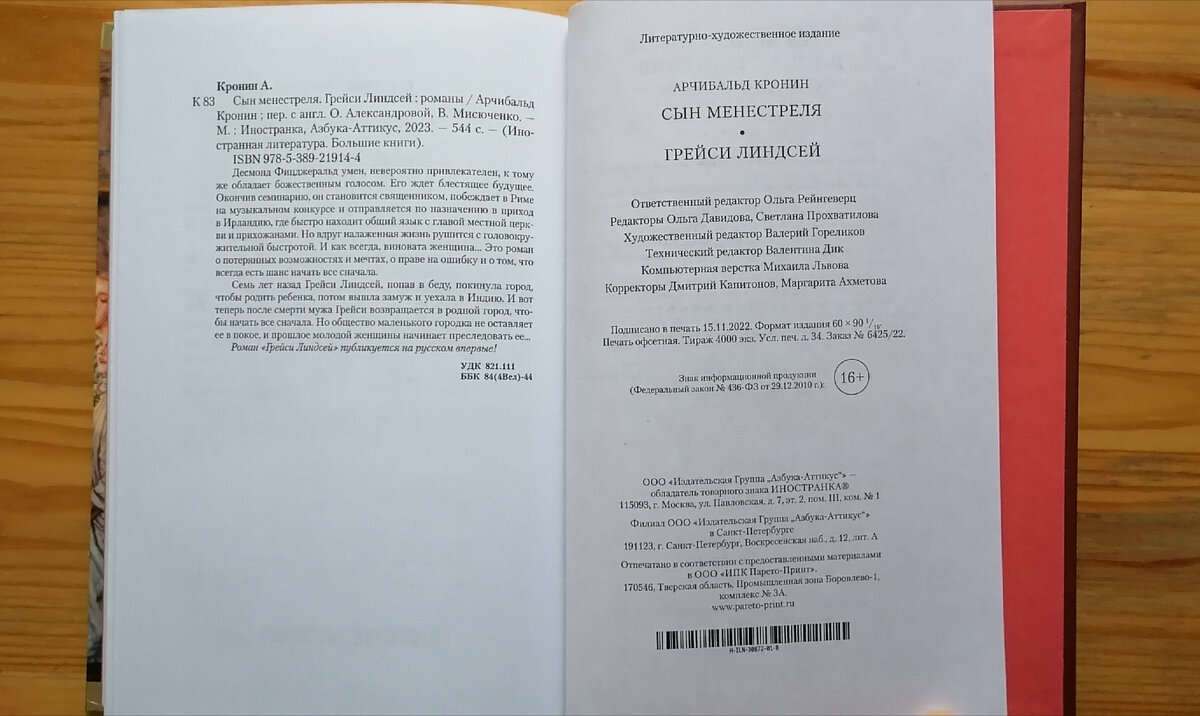 Кронин А.
К 83 Сын менестреля. Грейси Линдсей : романы / Арчибальд
Кронин ; пер. с англ. О. Александровой, В. Мисюченко. –
М. : Иностранка, Азбука-Аттикус, 2023. — 544 с. — (Ино-
странная литература. Большие книги).
ISBN 978-5-389-21914-4
Десмонд Фицджеральд умен, невероятно привлекателен, к тому
же обладает божественным голосом. Его ждет блестящее будущее.
Окончив семинарию, он становится священником, побеждает в Риме
на музыкальном конкурсе и отправляется по назначению в приход
в Ирландию, где быстро находит общий язык с главой местной церк-
ви и прихожанами. Но вдруг налаженная жизнь рушится с головокру-
жительной быстротой. И как всегда, виновата женщина... Это роман
о потерянных возможностях и мечтах, о праве на ошибку и о том, что
всегда есть шанс начать все сначала.
Семь лет назад Грейси Линдсей, попав в беду, покинула город,
чтобы родить ребенка, потом вышла замуж и уехала в Индию. И вот
теперь после смерти мужа Грейси возвращается в родной город, что-
бы начать все сначала. Но общество маленького городка не оставляет
ее в покое, и прошлое молодой женщины начинает преследовать ее...
Роман «Грейси Линдсей» публикуется на русском впервые!
УДК 821.111
ББК 84(4Вел)-44
Литературно-художественное издание
АРЧИБАЛЬД КРОНИН
СЫН МЕНЕСТРЕЛЯ
•
ГРЕЙСИ ЛИНДСЕЙ
Ответственный редактор Ольга Рейнгеверц
Редакторы Ольга Давидова, Светлана Прохватилова
Художественный редактор Валерий Гореликов
Технический редактор Валентина Дик
Компьютерная верстка Михаила Львова
Корректоры Дмитрий Капитонов, Маргарита Ахметова
Подписано в печать 15.11.2022. Формат издания 60 × 90 1/16.
Печать офсетная. Тираж 4000 экз. Усл. печ. л. 34. Заказ № 6425/22.
Знак информационной продукции
(Федеральный закон № 436-ФЗ от 29.12.2010 г.): 16+
ООО «Издательская Группа „Азбука-Аттикус“» —
обладатель товарного знака ИНОСТРАНКА®
115093, г. Москва, ул. Павловская, д. 7, эт. 2, пом. III, ком. № 1
Филиал ООО «Издательская Группа „Азбука-Аттикус“»
в Санкт-Петербурге
191123, г. Санкт-Петербург, Воскресенская наб., д. 12, лит. А
Отпечатано в соответствии с предоставленными материалами
в ООО «ИПК Парето-Принт».
170546, Тверская область, Промышленная зона Боровлево-1,
комплекс № 3А.
www.pareto-print.ru
H-ILN-30872-01-R